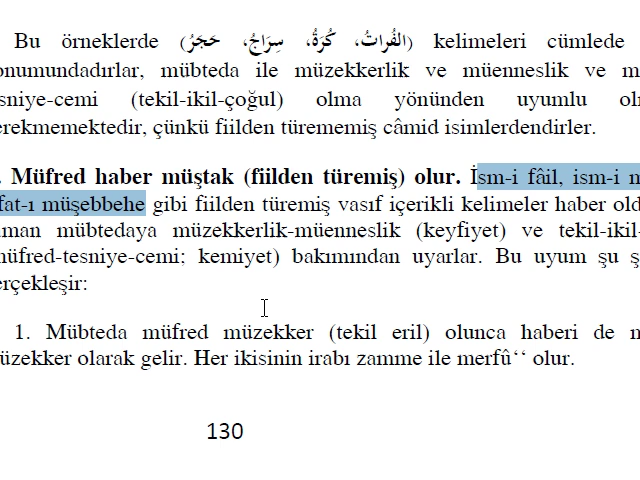 Bu örneklerde (الفُراتُ، كُرَةُ، سِرَاجُ، حَجَرُ) kelimeleri cümlede
onumundadırlar, mübteda ile müzekkerlik ve müenneslik ve m
esniye-cemi (tekil-ikil-çoğul) olma yönünden uyumlu ol
erekmemektedir, çünkü fiilden türememiş câmid isimlerdendirler.
. Müfred haber müştak (fiilden türemiş) olur. İsm-i fâil, ism-i m
fat-ı müşebbehe gibi fiilden türemiş vasıf içerikli kelimeler haber old
aman mübtedaya müzekkerlik-müenneslik (keyfiyet) ve tekil-ikil-
müfred-tesniye-cemi; kemiyet) bakımından uyarlar. Bu uyum şu ş
erçekleşir:
1. Mübteda müfred müzekker (tekil eril) olunca haberi de m
üzekker olarak gelir. Her ikisinin irabı zamme ile merfû‘‘ olur.
130